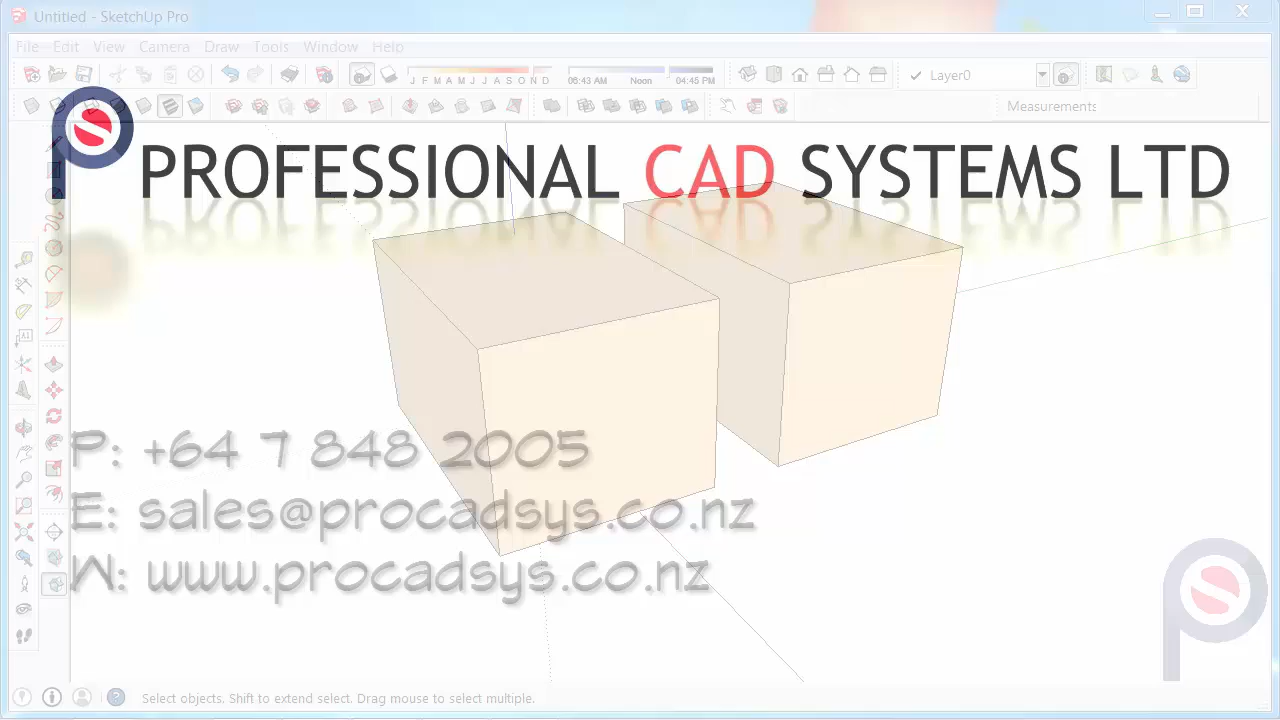 Untitled - SketchUp Pro
File Edit View Camera Draw Tools Window Help
J F M A M J J A S O N D 06:43 AM Noon 04:45 PM Layer0
Measurements
PROFESSIONAL CAD SYSTEMS LTD
P: +64 7 848 2005
E: sales@procadsys.co.nz
W: www.procadsys.co.nz
Select objects. Shift to extend select. Drag mouse to select multiple.